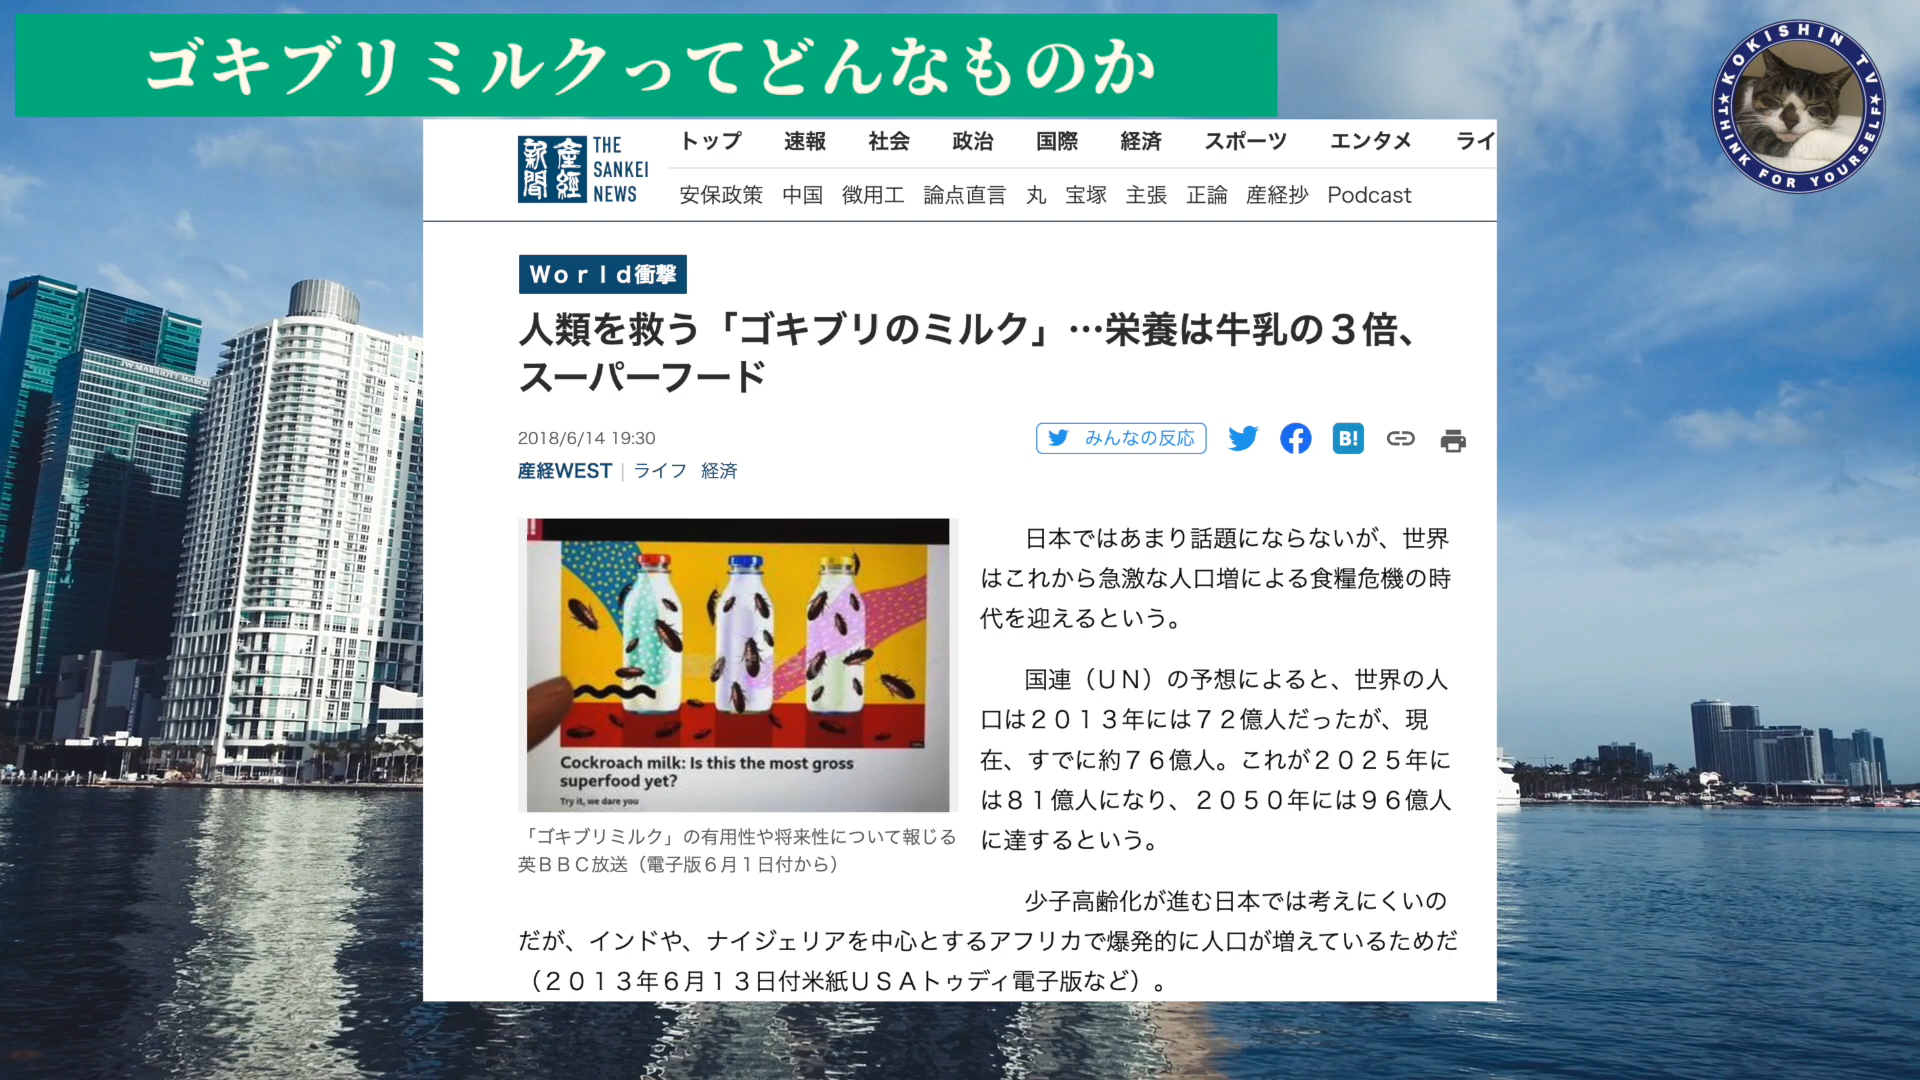 ゴキブリミルクってどんなものか
KOKISHIN TV
THINK FOR YOURSELF
産経新聞
THE SANKEI NEWS
トップ 速報 社会 政治 国際 経済 スポーツ エンタメ ライ
安保政策 中国 徴用工 論点直言 丸 宝塚 主張 正論 産経抄 Podcast
Ｗｏｒｌｄ衝撃
人類を救う「ゴキブリのミルク」…栄養は牛乳の３倍、
スーパーフード
2018/6/14 19:30
みんなの反応
B!
産経WEST | ライフ 経済
Cockroach milk: Is this the most gross
superfood yet?
Try it, we dare you
「ゴキブリミルク」の有用性や将来性について報じる
英ＢＢＣ放送（電子版６月１日付から）
日本ではあまり話題にならないが、世界
はこれから急激な人口増による食糧危機の時
代を迎えるという。
国連（ＵＮ）の予想によると、世界の人
口は２０１３年には７２億人だったが、現
在、すでに約７６億人。これが２０２５年に
は８１億人になり、２０５０年には９６億人
に達するという。
少子高齢化が進む日本では考えにくいの
だが、インドや、ナイジェリアを中心とするアフリカで爆発的に人口が増えているためだ
（２０１３年６月１３日付米紙ＵＳＡトゥディ電子版など）。
JW MARRIOTT MARQU